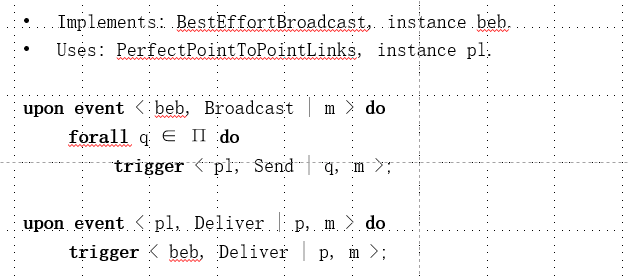 • Implements: BestEffortBroadcast, instance beb.
• Uses: PerfectPointToPointLinks, instance pl.
upon event < beb, Broadcast | m > do
forall q ∈ Π do
trigger < pl, Send | q, m >;
upon event < pl, Deliver | p, m > do
trigger < beb, Deliver | p, m >;